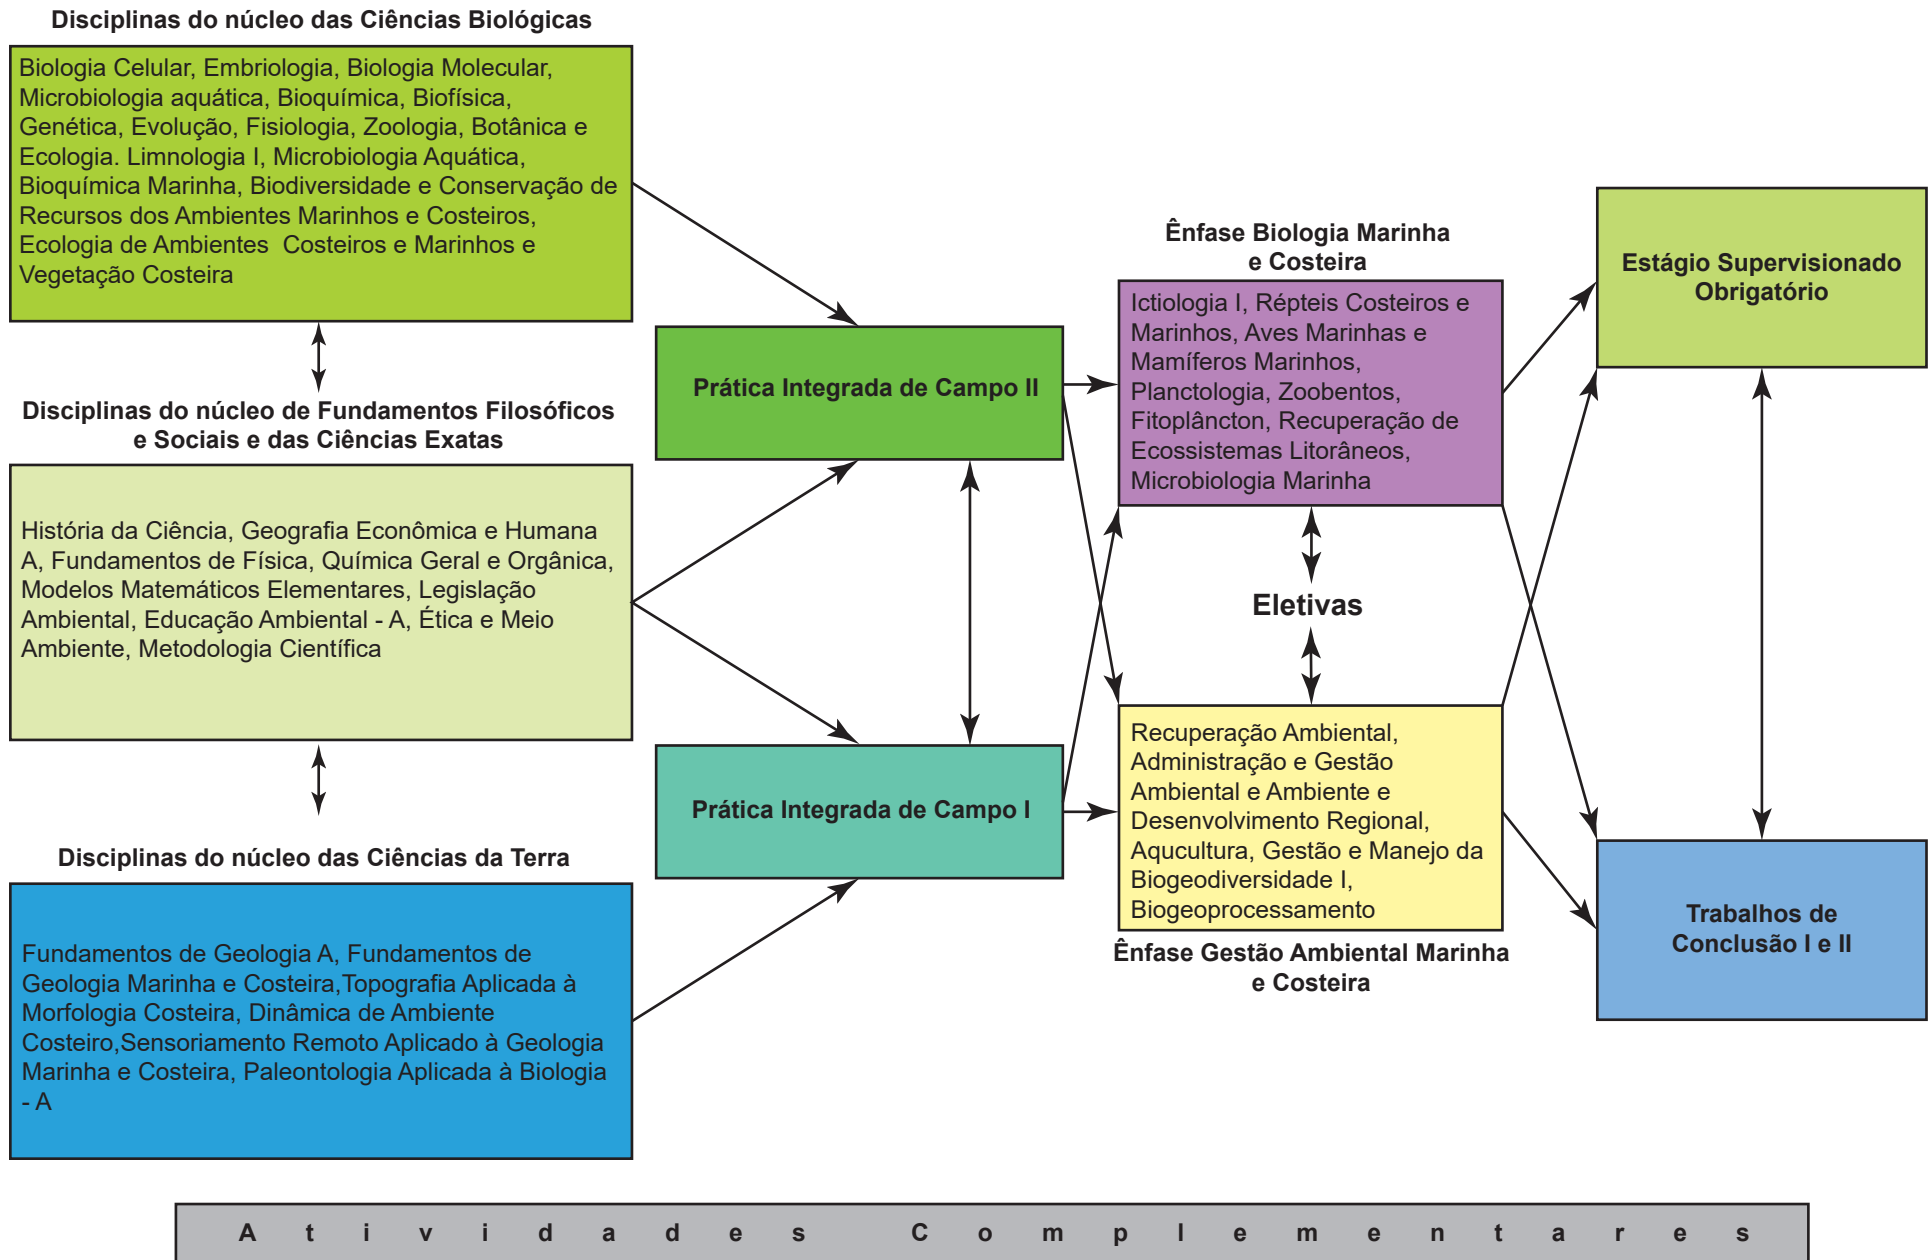 Disciplinas do núcleo das Ciências Biológicas
Biologia Celular, Embriologia, Biologia Molecular,
Microbiologia aquática, Bioquímica, Biofísica,
Genética, Evolução, Fisiologia, Zoologia, Botânica e
Ecologia. Limnologia I, Microbiologia Aquática,
Bioquímica Marinha, Biodiversidade e Conservação de
Recursos dos Ambientes Marinhos e Costeiros,
Ecologia de Ambientes  Costeiros e Marinhos e
Vegetação Costeira
Disciplinas do núcleo de Fundamentos Filosóficos
e Sociais e das Ciências Exatas
História da Ciência, Geografia Econômica e Humana
A, Fundamentos de Física, Química Geral e Orgânica,
Modelos Matemáticos Elementares, Legislação
Ambiental, Educação Ambiental - A, Ética e Meio
Ambiente, Metodologia Científica
Disciplinas do núcleo das Ciências da Terra
Fundamentos de Geologia A, Fundamentos de
Geologia Marinha e Costeira,Topografia Aplicada à
Morfologia Costeira, Dinâmica de Ambiente
Costeiro,Sensoriamento Remoto Aplicado à Geologia
Marinha e Costeira, Paleontologia Aplicada à Biologia
- A
Prática Integrada de Campo II
Prática Integrada de Campo I
Ênfase Biologia Marinha
e Costeira
Ictiologia I, Répteis Costeiros e
Marinhos, Aves Marinhas e
Mamíferos Marinhos,
Planctologia, Zoobentos,
Fitoplâncton, Recuperação de
Ecossistemas Litorâneos,
Microbiologia Marinha
Eletivas
Recuperação Ambiental,
Administração e Gestão
Ambiental e Ambiente e
Desenvolvimento Regional,
Aqucultura, Gestão e Manejo da
Biogeodiversidade I,
Biogeoprocessamento
Ênfase Gestão Ambiental Marinha
e Costeira
Estágio Supervisionado
Obrigatório
Trabalhos de
Conclusão I e II
Atividades Complementares